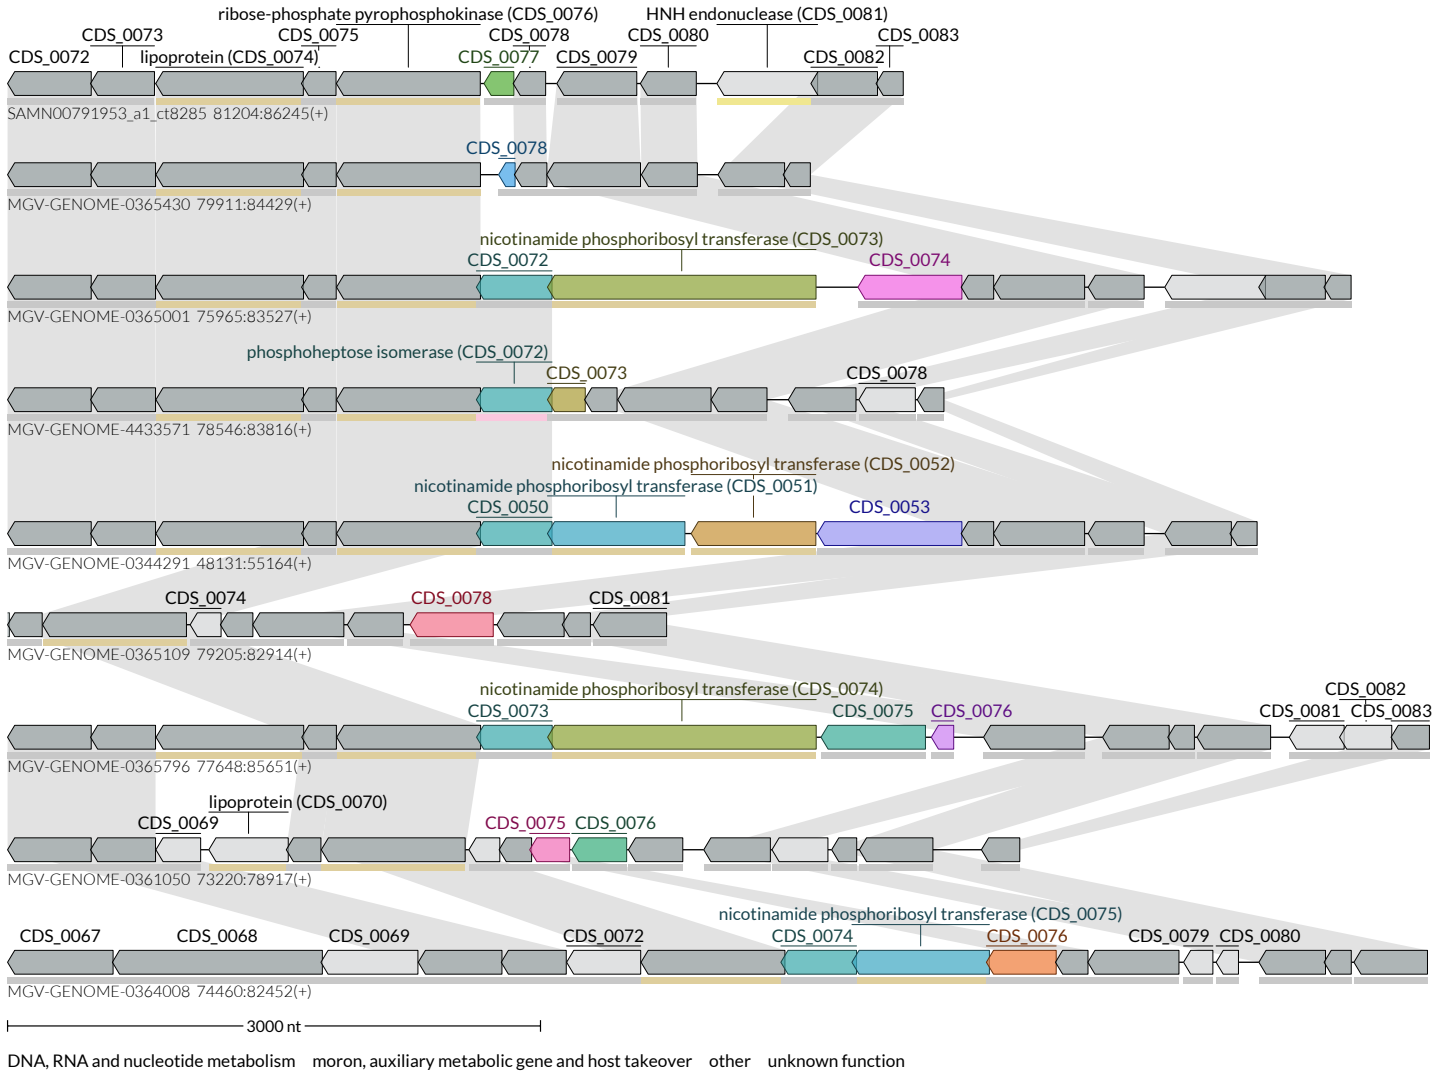 ribose-phosphate pyrophosphokinase (CDS_0076) HNH endonuclease (CDS_0081)
CDS_0073 CDS_0075 CDS_0078 CDS_0080 CDS_0083
CDS_0072 lipoprotein (CDS_0074) CDS_0077 CDS_0079 CDS_0082
SAMN00791953_a1_ct8285 81204:86245(+)
CDS_0078
MGV-GENOME-0365430 79911:84429(+)
nicotinamide phosphoribosyl transferase (CDS_0073)
CDS_0072 CDS_0074
MGV-GENOME-0365001 75965:83527(+)
phosphoheptose isomerase (CDS_0072)
CDS_0073 CDS_0078
MGV-GENOME-4433571 78546:83816(+)
nicotinamide phosphoribosyl transferase (CDS_0052)
nicotinamide phosphoribosyl transferase (CDS_0051)
CDS_0050 CDS_0053
MGV-GENOME-0344291 48131:55164(+)
CDS_0074 CDS_0078 CDS_0081
MGV-GENOME-0365109 79205:82914(+)
nicotinamide phosphoribosyl transferase (CDS_0074) CDS_0082
CDS_0073 CDS_0075 CDS_0076 CDS_0081 CDS_0083
MGV-GENOME-0365796 77648:85651(+)
lipoprotein (CDS_0070)
CDS_0069 CDS_0075 CDS_0076
MGV-GENOME-0361050 73220:78917(+)
nicotinamide phosphoribosyl transferase (CDS_0075)
CDS_0067 CDS_0068 CDS_0069 CDS_0072 CDS_0074 CDS_0076 CDS_0079 CDS_0080
MGV-GENOME-0364008 74460:82452(+)
3000 nt
DNA, RNA and nucleotide metabolism moron, auxiliary metabolic gene and host takeover other unknown function